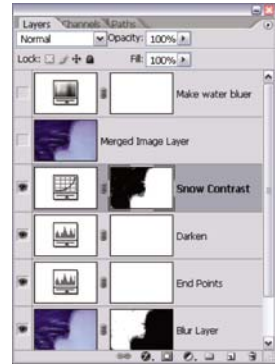 Layers Channels Paths
Normal Opacity: 100%
Lock: Fill: 100%
Make water bluer
Merged Image Layer
Snow Contrast
Darken
End Points
Blur Layer